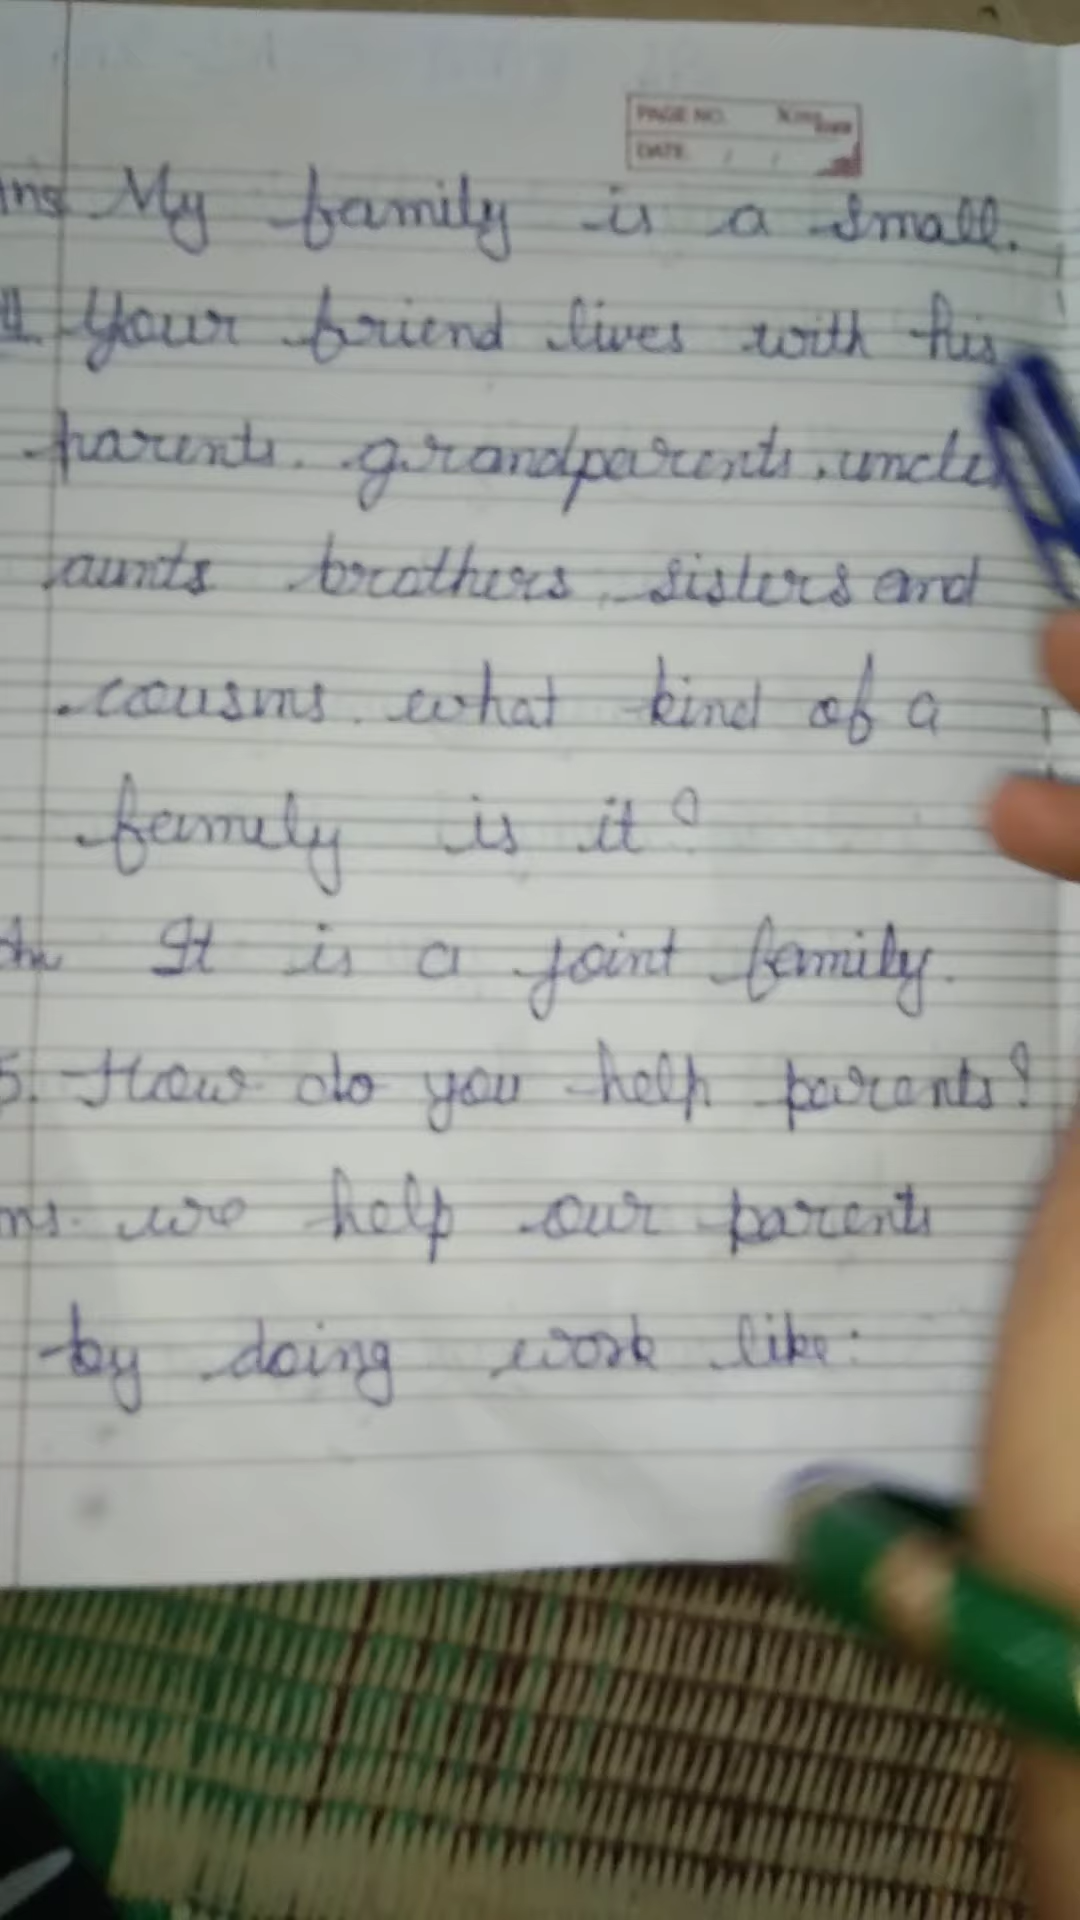 PAGE NO.
DATE / /
Ans My family is a small.
4 Your friend lives with his
parents. grandparents, uncle
aunts brothers, sisters and
cousins. what kind of a
family is it?
An It is a joint family.
5. How do you help parents?
ns. we help our parents
by doing work like: